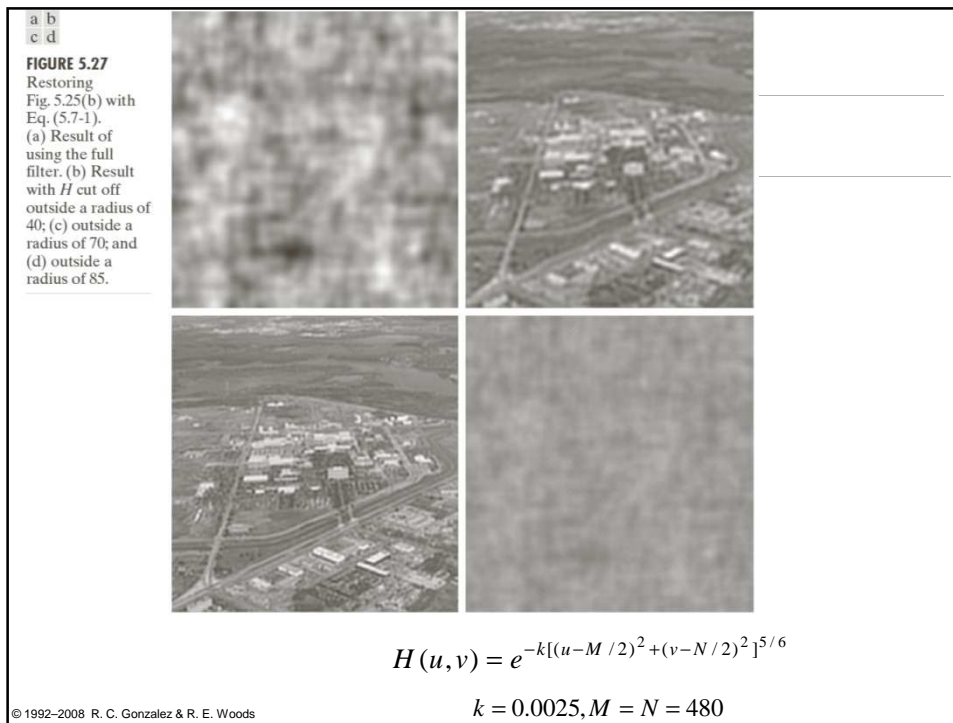 a b
c d
FIGURE 5.27
Restoring
Fig. 5.25(b) with
Eq. (5.7-1).
(a) Result of
using the full
filter. (b) Result
with H cut off
outside a radius of
40; (c) outside a
radius of 70; and
(d) outside a
radius of 85.
H(u,v) = e^{-k[(u-M/2)^2+(v-N/2)^2]^{5/6}}
k = 0.0025, M = N = 480
© 1992–2008 R. C. Gonzalez & R. E. Woods